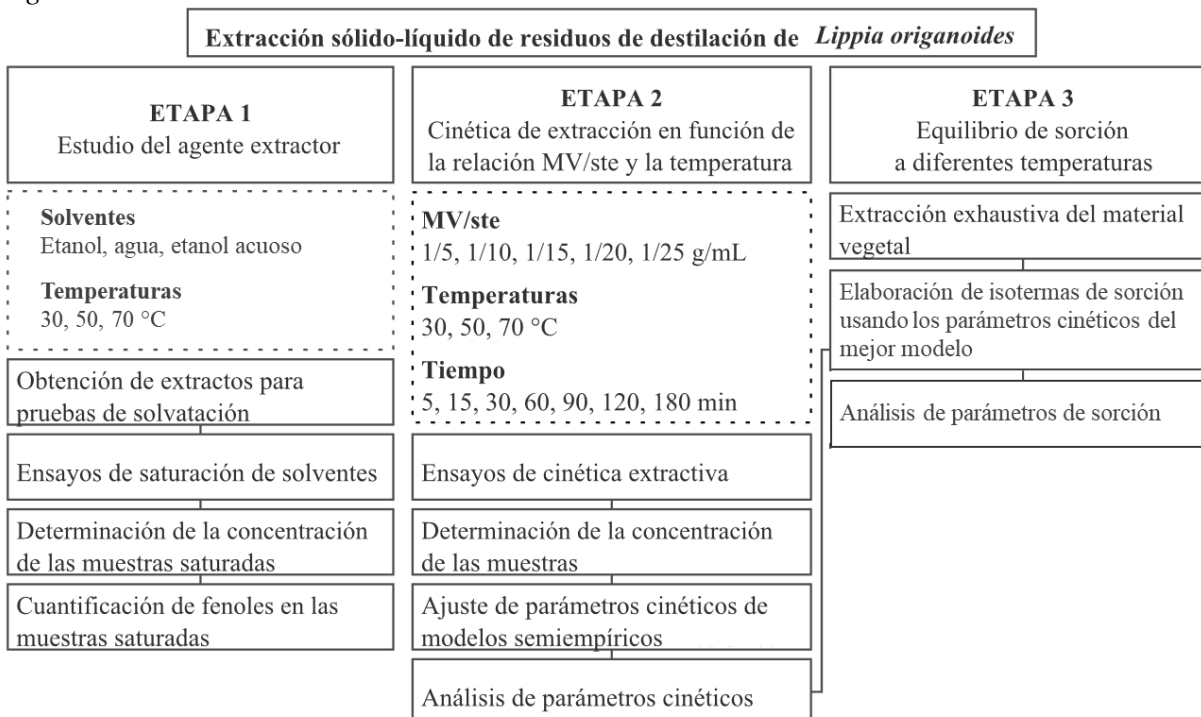 Extracción sólido-líquido de residuos de destilación de Lippia origanoides
ETAPA 1
Estudio del agente extractor
Solventes
Etanol, agua, etanol acuoso
Temperaturas
30, 50, 70 °C
Obtención de extractos para
pruebas de solvatación
Ensayos de saturación de solventes
Determinación de la concentración
de las muestras saturadas
Cuantificación de fenoles en las
muestras saturadas
ETAPA 2
Cinética de extracción en función de
la relación MV/ste y la temperatura
MV/ste
1/5, 1/10, 1/15, 1/20, 1/25 g/mL
Temperaturas
30, 50, 70 °C
Tiempo
5, 15, 30, 60, 90, 120, 180 min
Ensayos de cinética extractiva
Determinación de la concentración
de las muestras
Ajuste de parámetros cinéticos de
modelos semiempíricos
Análisis de parámetros cinéticos
ETAPA 3
Equilibrio de sorción
a diferentes temperaturas
Extracción exhaustiva del material
vegetal
Elaboración de isotermas de sorción
usando los parámetros cinéticos del
mejor modelo
Análisis de parámetros de sorción